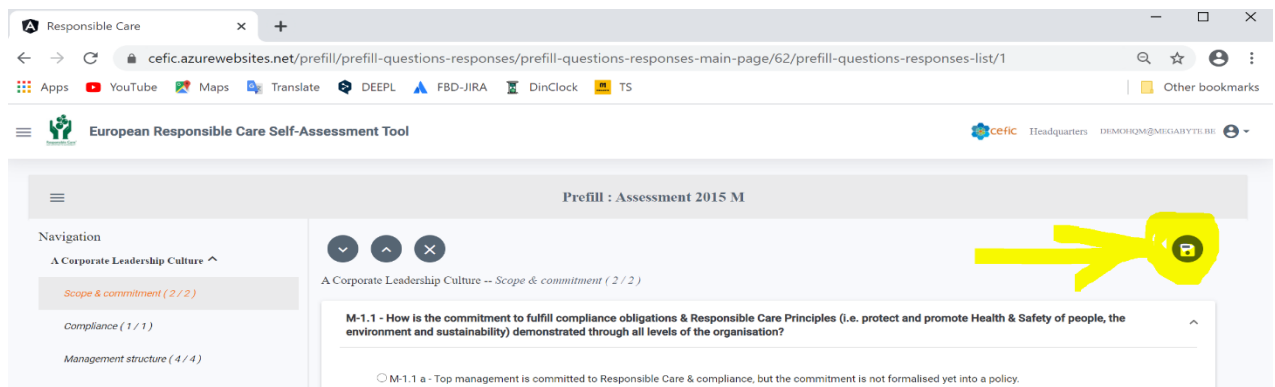 Responsible Care
cefic.azurewebsites.net/prefill/prefill-questions-responses/prefill-questions-responses-main-page/62/prefill-questions-responses-list/1
Apps YouTube Maps Translate DEEPL FBD-JIRA DinClock TS Other bookmarks
European Responsible Care Self-Assessment Tool cefic Headquarters DEMOHQM@MEGABYTE.BE
Responsible Care
Prefill : Assessment 2015 M
Navigation
A Corporate Leadership Culture
Scope & commitment ( 2 / 2 )
Compliance ( 1 / 1 )
Management structure ( 4 / 4 )
A Corporate Leadership Culture -- Scope & commitment ( 2 / 2 )
M-1.1 - How is the commitment to fulfill compliance obligations & Responsible Care Principles (i.e. protect and promote Health & Safety of people, the
environment and sustainability) demonstrated through all levels of the organisation?
M-1.1 a - Top management is committed to Responsible Care & compliance, but the commitment is not formalised yet into a policy.